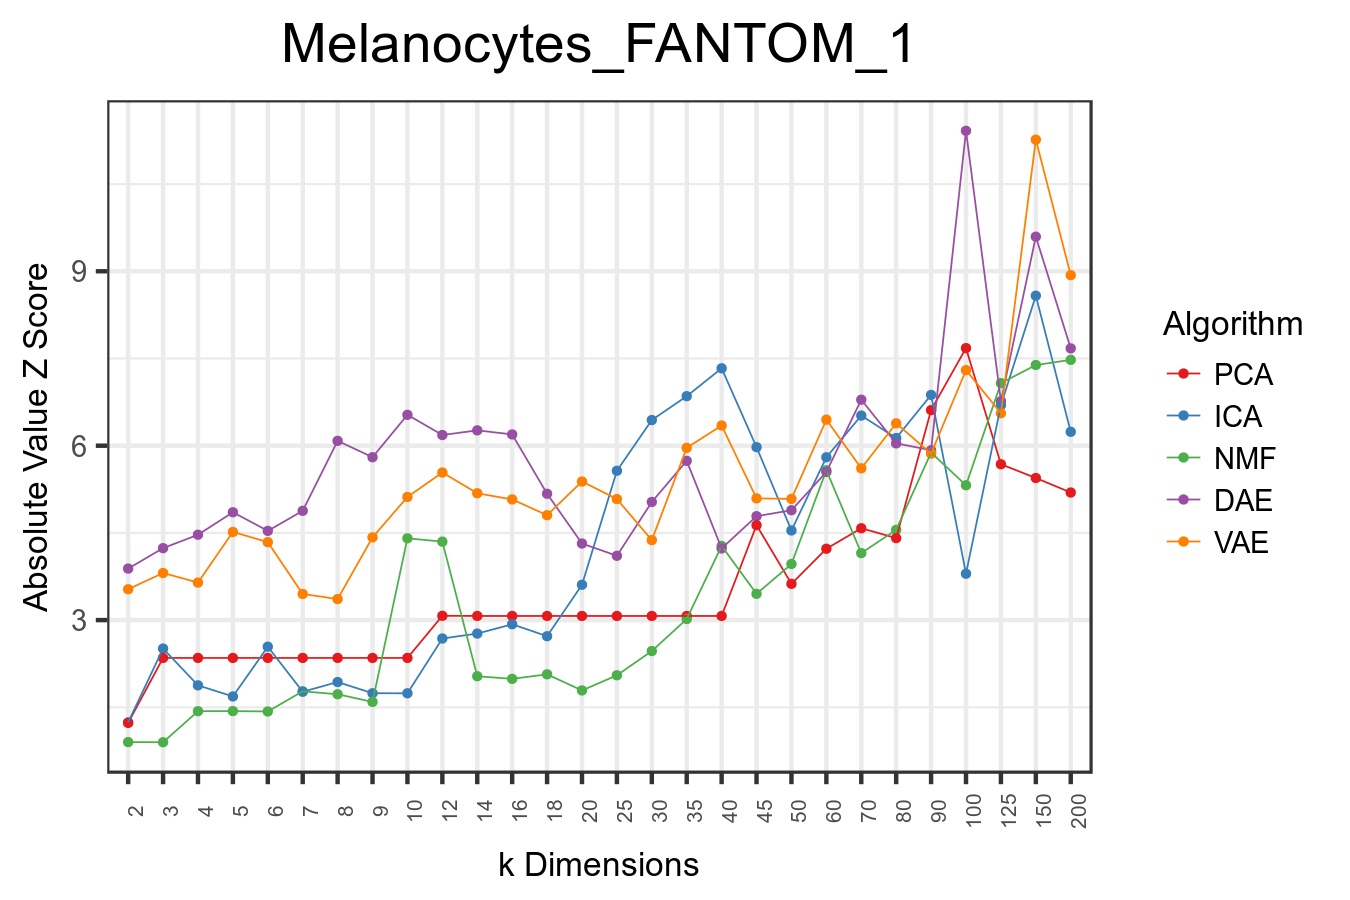 Melanocytes_FANTOM_1
Absolute Value Z Score
9
6
3
2 3 4 5 6 7 8 9 10 12 14 16 18 20 25 30 35 40 45 50 60 70 80 90 100 125 150 200
k Dimensions
Algorithm
PCA
ICA
NMF
DAE
VAE